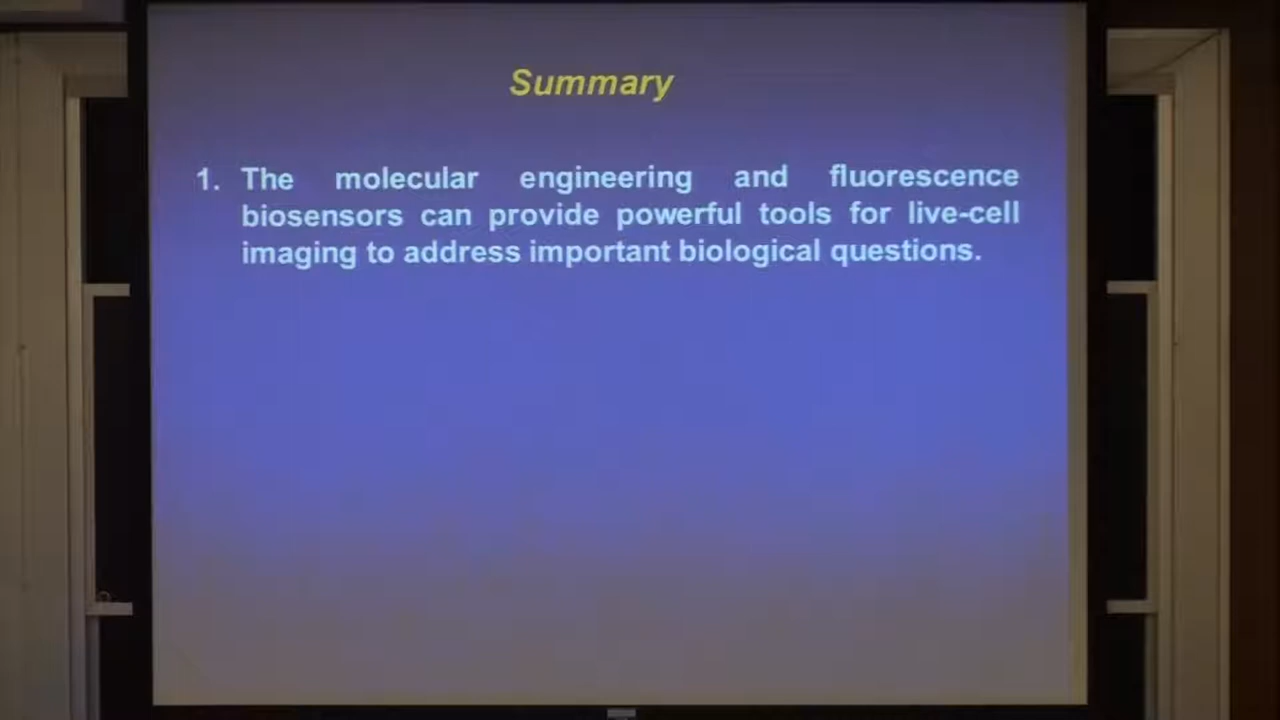 Summary
1. The molecular engineering and fluorescence
biosensors can provide powerful tools for live-cell
imaging to address important biological questions.